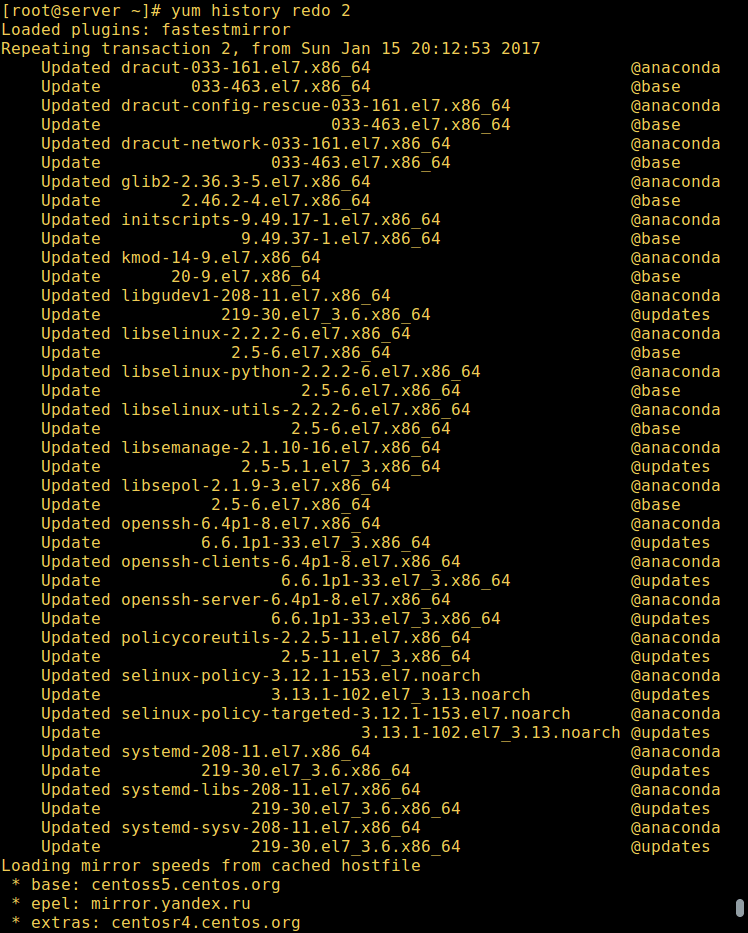 [root@server ~]# yum history redo 2
Loaded plugins: fastestmirror
Repeating transaction 2, from Sun Jan 15 20:12:53 2017
    Updated dracut-033-161.el7.x86_64                          @anaconda
    Update         033-463.el7.x86_64                          @base
    Updated dracut-config-rescue-033-161.el7.x86_64            @anaconda
    Update                       033-463.el7.x86_64            @base
    Updated dracut-network-033-161.el7.x86_64                  @anaconda
    Update                 033-463.el7.x86_64                  @base
    Updated glib2-2.36.3-5.el7.x86_64                          @anaconda
    Update        2.46.2-4.el7.x86_64                          @base
    Updated initscripts-9.49.17-1.el7.x86_64                   @anaconda
    Update              9.49.37-1.el7.x86_64                   @base
    Updated kmod-14-9.el7.x86_64                               @anaconda
    Update       20-9.el7.x86_64                               @base
    Updated libgudev1-208-11.el7.x86_64                        @anaconda
    Update            219-30.el7_3.6.x86_64                    @updates
    Updated libselinux-2.2.2-6.el7.x86_64                      @anaconda
    Update             2.5-6.el7.x86_64                        @base
    Updated libselinux-python-2.2.2-6.el7.x86_64               @anaconda
    Update                    2.5-6.el7.x86_64                 @base
    Updated libselinux-utils-2.2.2-6.el7.x86_64                @anaconda
    Update                   2.5-6.el7.x86_64                  @base
    Updated libsemanage-2.1.10-16.el7.x86_64                   @anaconda
    Update              2.5-5.1.el7_3.x86_64                   @updates
    Updated libsepol-2.1.9-3.el7.x86_64                        @anaconda
    Update           2.5-6.el7.x86_64                          @base
    Updated openssh-6.4p1-8.el7.x86_64                         @anaconda
    Update          6.6.1p1-33.el7_3.x86_64                    @updates
    Updated openssh-clients-6.4p1-8.el7.x86_64                 @anaconda
    Update                  6.6.1p1-33.el7_3.x86_64            @updates
    Updated openssh-server-6.4p1-8.el7.x86_64                  @anaconda
    Update                 6.6.1p1-33.el7_3.x86_64             @updates
    Updated policycoreutils-2.2.5-11.el7.x86_64                @anaconda
    Update                  2.5-11.el7_3.x86_64                @updates
    Updated selinux-policy-3.12.1-153.el7.noarch               @anaconda
    Update                 3.13.1-102.el7_3.13.noarch          @updates
    Updated selinux-policy-targeted-3.12.1-153.el7.noarch      @anaconda
    Update                          3.13.1-102.el7_3.13.noarch @updates
    Updated systemd-208-11.el7.x86_64                          @anaconda
    Update          219-30.el7_3.6.x86_64                      @updates
    Updated systemd-libs-208-11.el7.x86_64                     @anaconda
    Update               219-30.el7_3.6.x86_64                 @updates
    Updated systemd-sysv-208-11.el7.x86_64                     @anaconda
    Update               219-30.el7_3.6.x86_64                 @updates
Loading mirror speeds from cached hostfile
 * base: centoss5.centos.org
 * epel: mirror.yandex.ru
 * extras: centosr4.centos.org